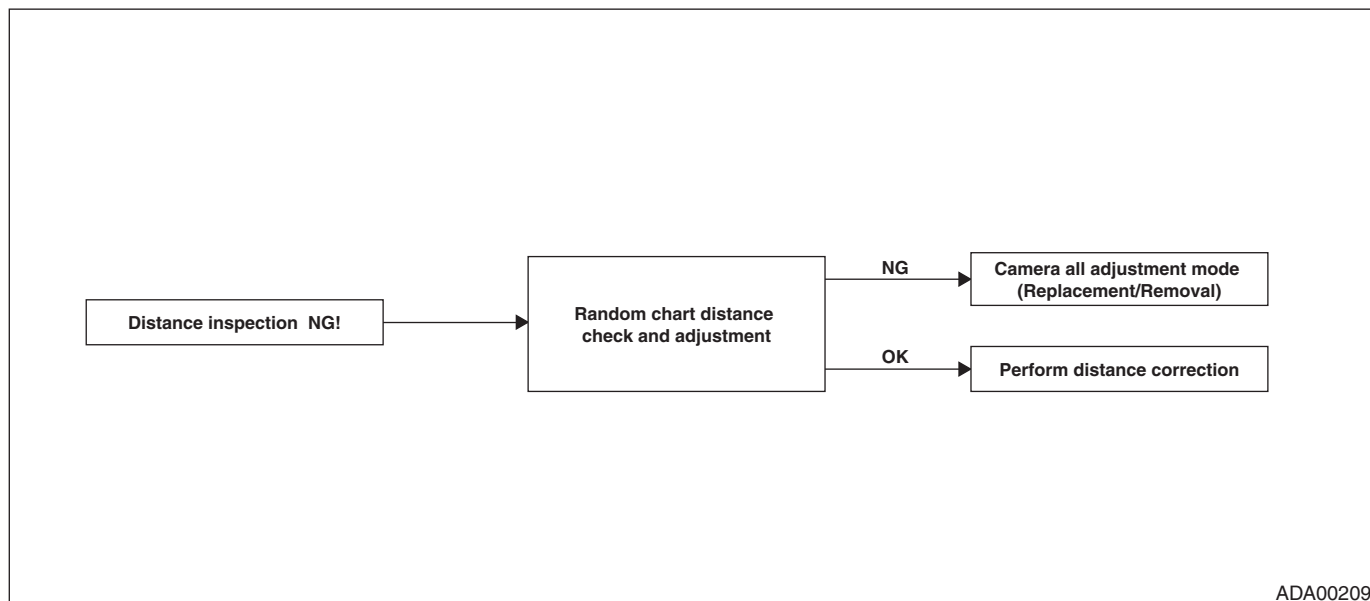 Distance inspection  NG!
Random chart distance
check and adjustment
NG
Camera all adjustment mode
(Replacement/Removal)
OK
Perform distance correction
ADA00209